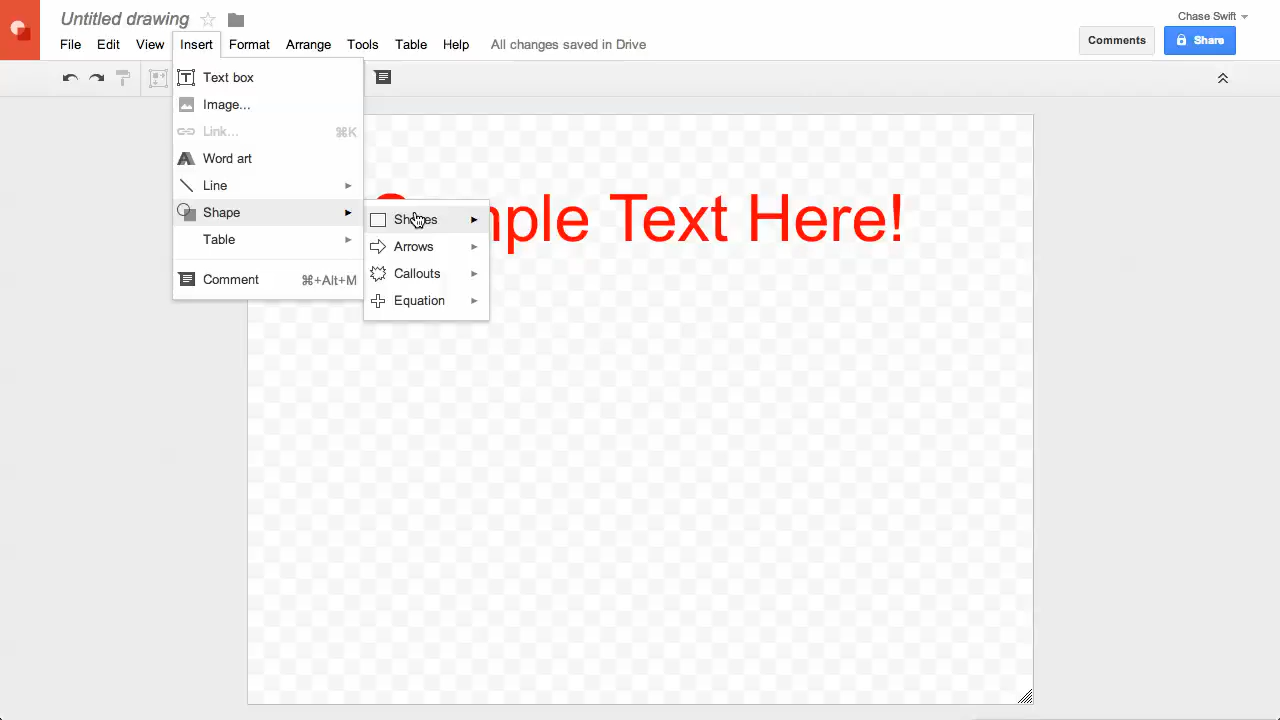 Untitled drawing
Chase Swift
File Edit View Insert Format Arrange Tools Table Help All changes saved in Drive
Comments Share
Text box
Image...
Link... ⌘K
Word art
Line
Shape
Table
Comment ⌘+Alt+M
Shapes
Arrows
Callouts
Equation
Text Here!